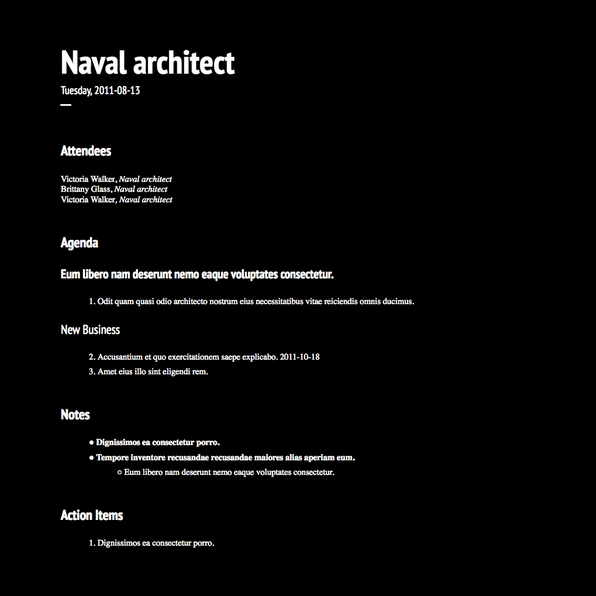 Naval architect
Tuesday, 2011-08-13
Attendees
Victoria Walker, Naval architect
Brittany Glass, Naval architect
Victoria Walker, Naval architect
Agenda
Eum libero nam deserunt nemo eaque voluptates consectetur.
1. Odit quam quasi odio architecto nostrum eius necessitatibus vitae reiciendis omnis ducimus.
New Business
2. Accusantium et quo exercitationem saepe explicabo. 2011-10-18
3. Amet eius illo sint eligendi rem.
Notes
● Dignissimos ea consectetur porro.
● Tempore inventore recusandae recusandae maiores alias aperiam eum.
○ Eum libero nam deserunt nemo eaque voluptates consectetur.
Action Items
1. Dignissimos ea consectetur porro.